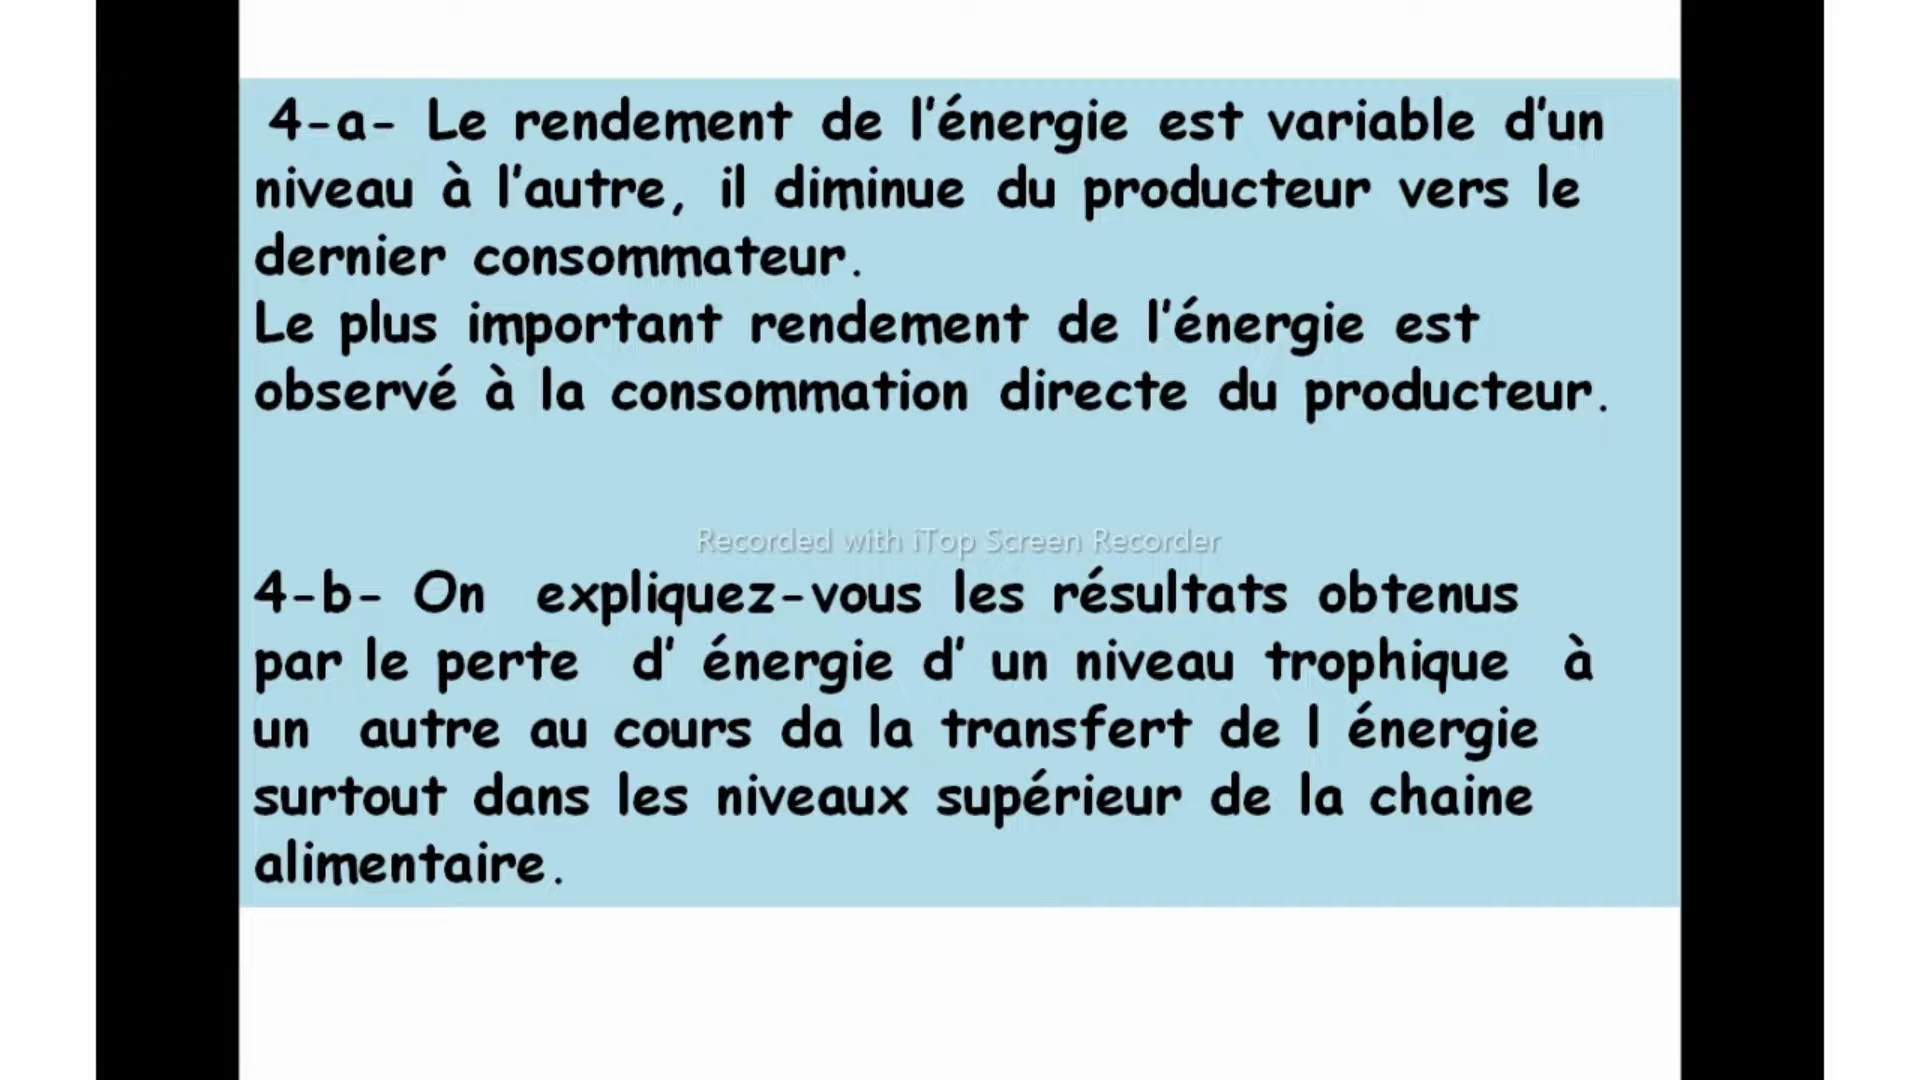 4-a- Le rendement de l’énergie est variable d’un
niveau à l’autre, il diminue du producteur vers le
dernier consommateur.
Le plus important rendement de l’énergie est
observé à la consommation directe du producteur.
Recorded with iTop Screen Recorder
4-b- On expliquez-vous les résultats obtenus
par le perte d’ énergie d’ un niveau trophique à
un autre au cours da la transfert de l énergie
surtout dans les niveaux supérieur de la chaine
alimentaire.